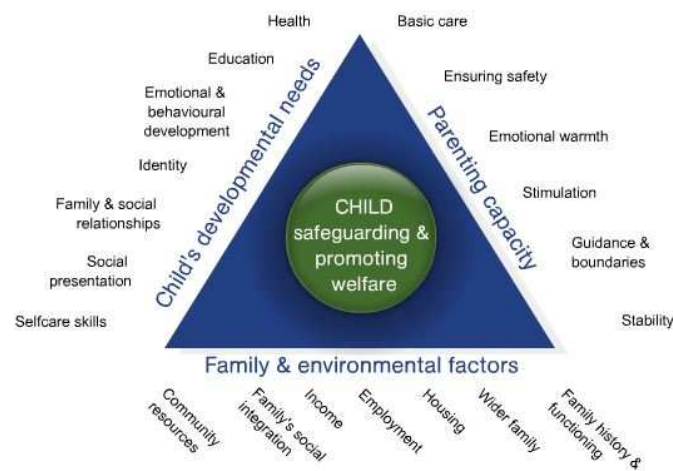 Health
Education
Emotional &
behavioural
development
Identity
Family & social
relationships
Social
presentation
Selfcare skills
Child's developmental needs
Basic care
Ensuring safety
Emotional warmth
Stimulation
Guidance &
boundaries
Stability
Parenting capacity
CHILD
safeguarding &
promoting
welfare
Family & environmental factors
Community
resources
Family's social
integration
Income
Employment
Housing
Wider family
Family history &
functioning